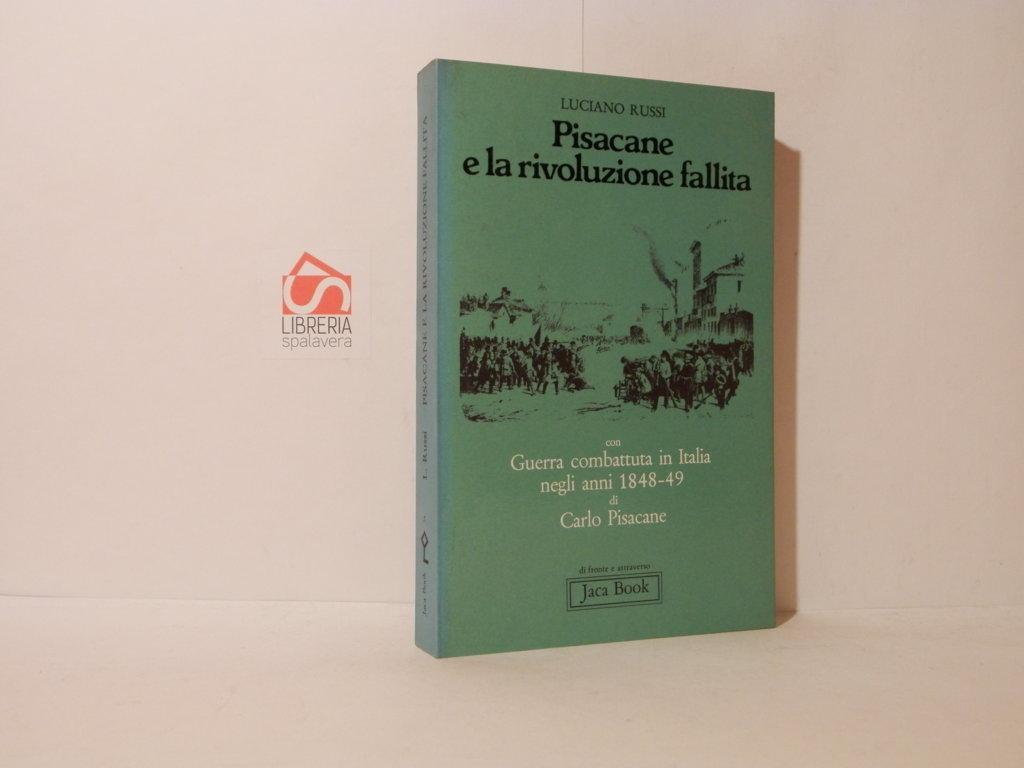 LUCIANO RUSSI
Pisacane
e la rivoluzione fallita
con
Guerra combattuta in Italia
negli anni 1848-49
di
Carlo Pisacane
di fronte e attraverso
Jaca Book
L. Russi PISACANE E LA RIVOLUZIONE FALLITA
Jaca Book
LIBRERIA
spalavera